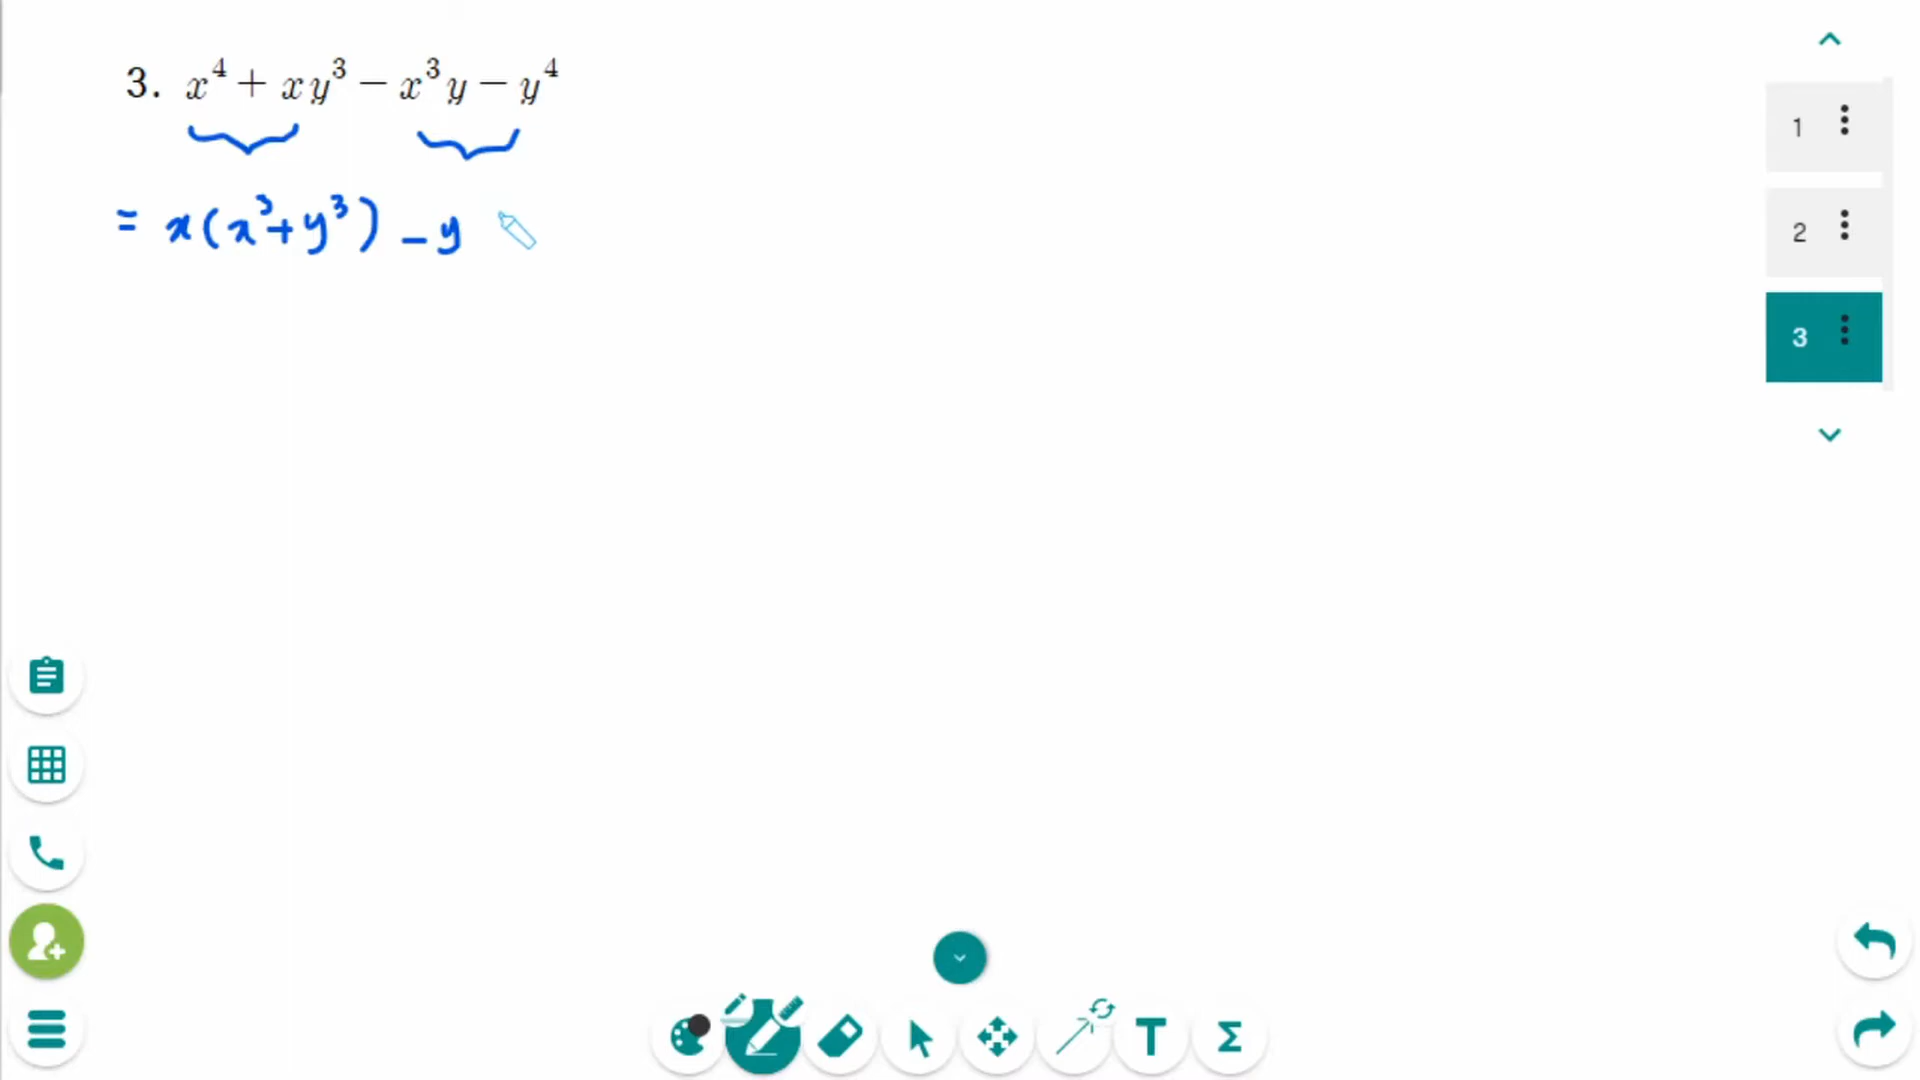 3. x⁴ + xy³ − x³y − y⁴
= x(x³+y³) − y
1
2
3
T
Σ